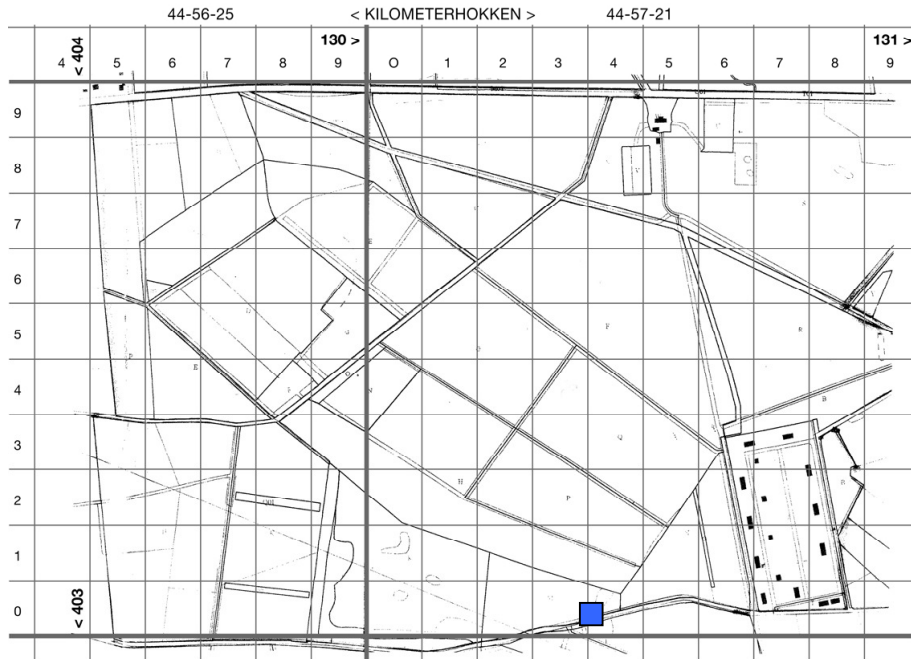 44-56-25 < KILOMETERHOKKEN > 44-57-21
< 404 130 > 131 >
4 5 6 7 8 9 O 1 2 3 4 5 6 7 8 9
9
8
7
6
5
4
3
2
1
0
< 403
E
F
R
E
Q
H
P
R
B